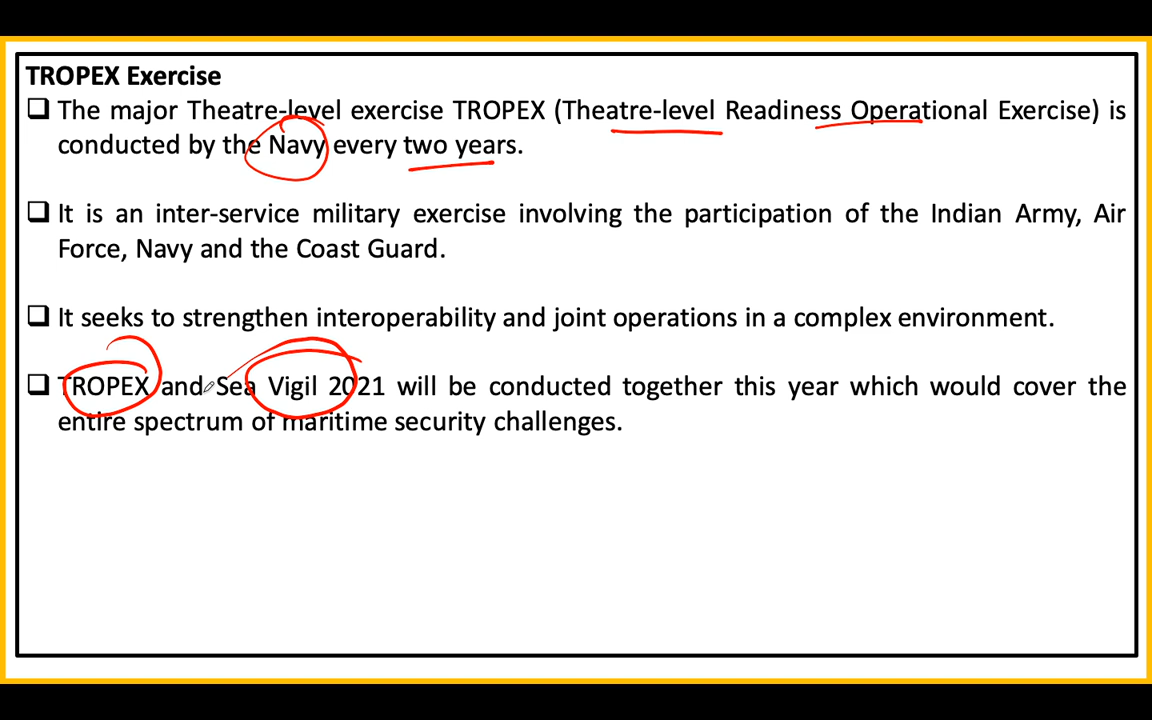 TROPEX Exercise
❑ The major Theatre-level exercise TROPEX (Theatre-level Readiness Operational Exercise) is
conducted by the Navy every two years.
❑ It is an inter-service military exercise involving the participation of the Indian Army, Air
Force, Navy and the Coast Guard.
❑ It seeks to strengthen interoperability and joint operations in a complex environment.
❑ TROPEX and Sea Vigil 2021 will be conducted together this year which would cover the
entire spectrum of maritime security challenges.